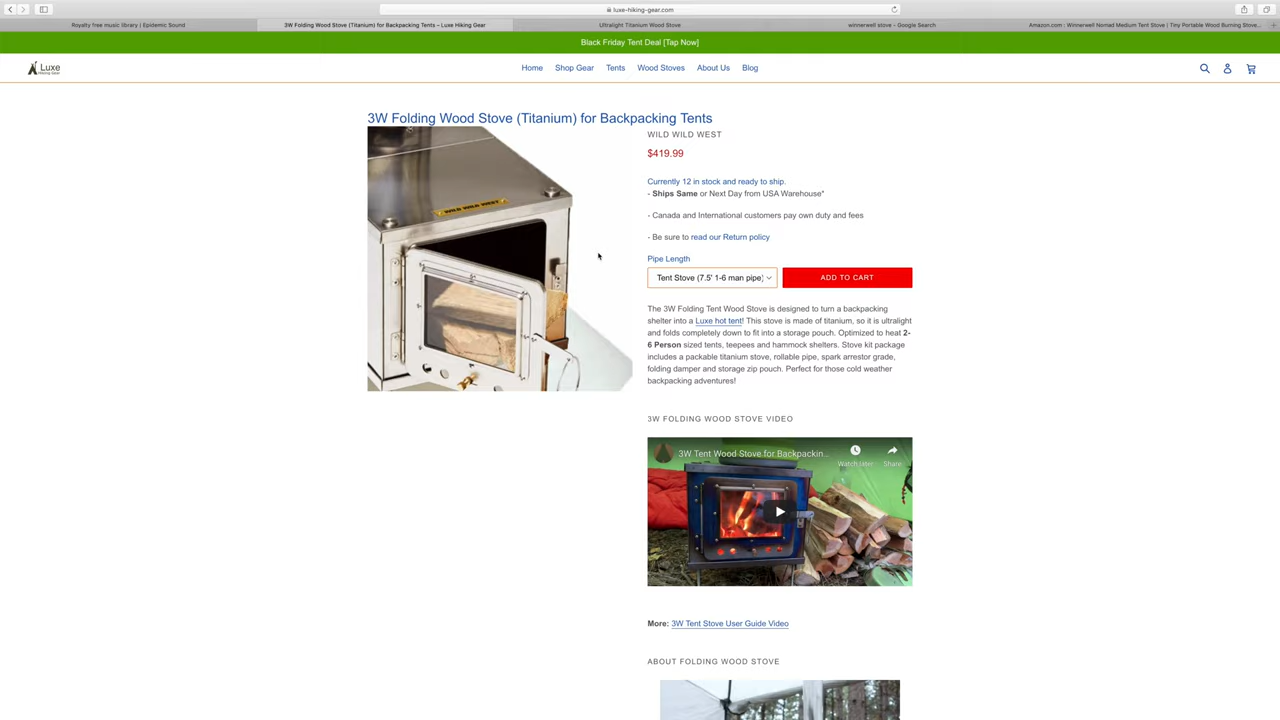 luxe-hiking-gear.com
Royalty free music library | Epidemic Sound
3W Folding Wood Stove (Titanium) for Backpacking Tents – Luxe Hiking Gear
Ultralight Titanium Wood Stove
winnerwell stove – Google Search
Amazon.com : Winnerwell Nomad Medium Tent Stove | Tiny Portable Wood Burning Stove...
Black Friday Tent Deal [Tap Now]
Luxe
Hiking Gear
Home
Shop Gear
Tents
Wood Stoves
About Us
Blog
3W Folding Wood Stove (Titanium) for Backpacking Tents
WILD WILD WEST
WILD WILD WEST
$419.99
Currently 12 in stock and ready to ship.
- Ships Same or Next Day from USA Warehouse*
- Canada and International customers pay own duty and fees
- Be sure to read our Return policy
Pipe Length
Tent Stove (7.5' 1-6 man pipe)
ADD TO CART
The 3W Folding Tent Wood Stove is designed to turn a backpacking
shelter into a Luxe hot tent! This stove is made of titanium, so it is ultralight
and folds completely down to fit into a storage pouch. Optimized to heat 2-
6 Person sized tents, teepees and hammock shelters. Stove kit package
includes a packable titanium stove, rollable pipe, spark arrestor grade,
folding damper and storage zip pouch. Perfect for those cold weather
backpacking adventures!
3W FOLDING WOOD STOVE VIDEO
3W Tent Wood Stove for Backpackin...
Watch later
Share
More: 3W Tent Stove User Guide Video
ABOUT FOLDING WOOD STOVE